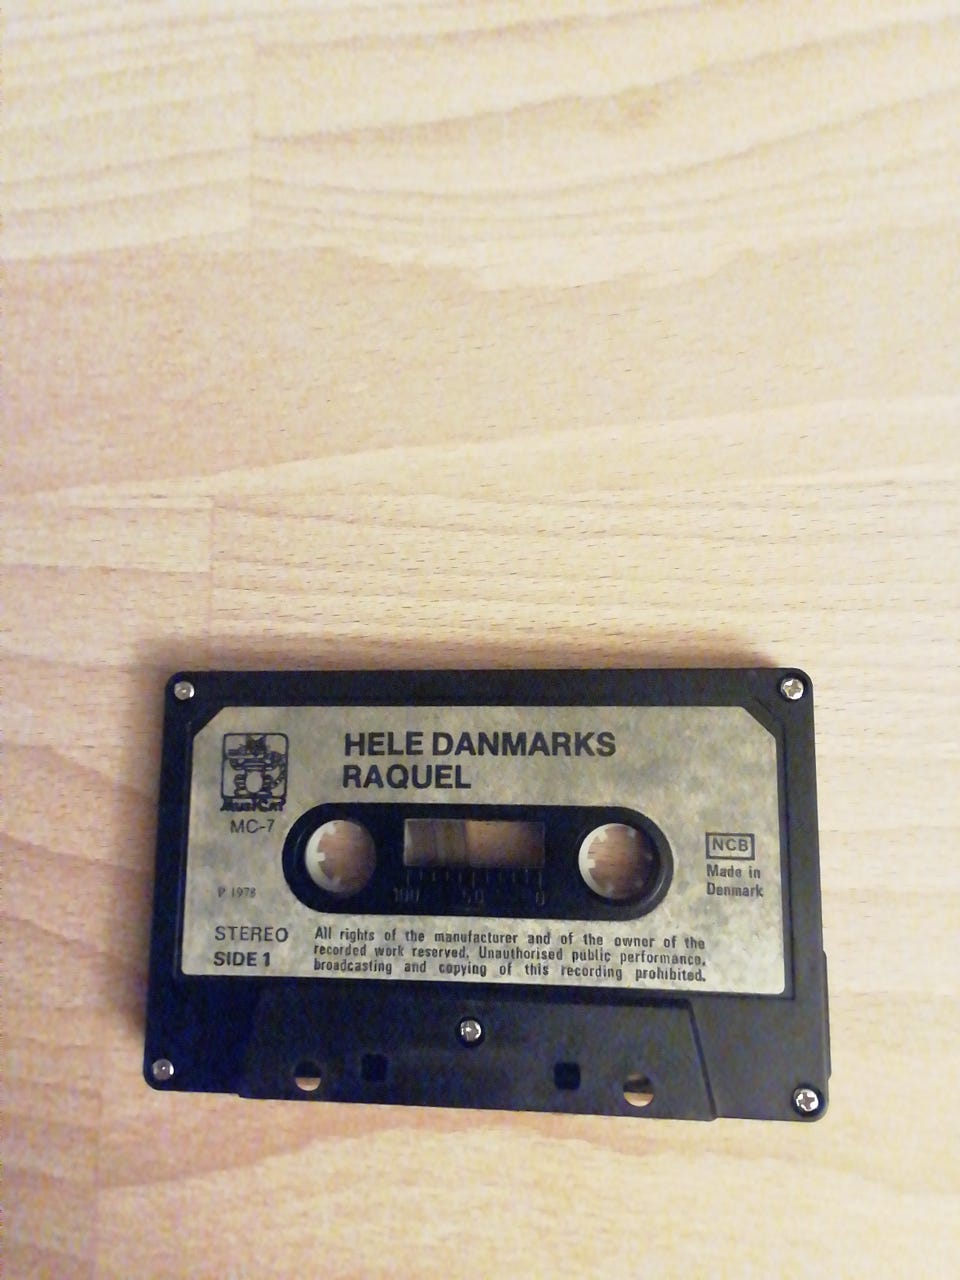 HELE DANMARKS
RAQUEL
MusiCat
MC-7
NCB
Made in
Denmark
℗ 1978
100 50 0
STEREO
SIDE 1
All rights of the manufacturer and of the owner of the
recorded work reserved. Unauthorised public performance,
broadcasting and copying of this recording prohibited.